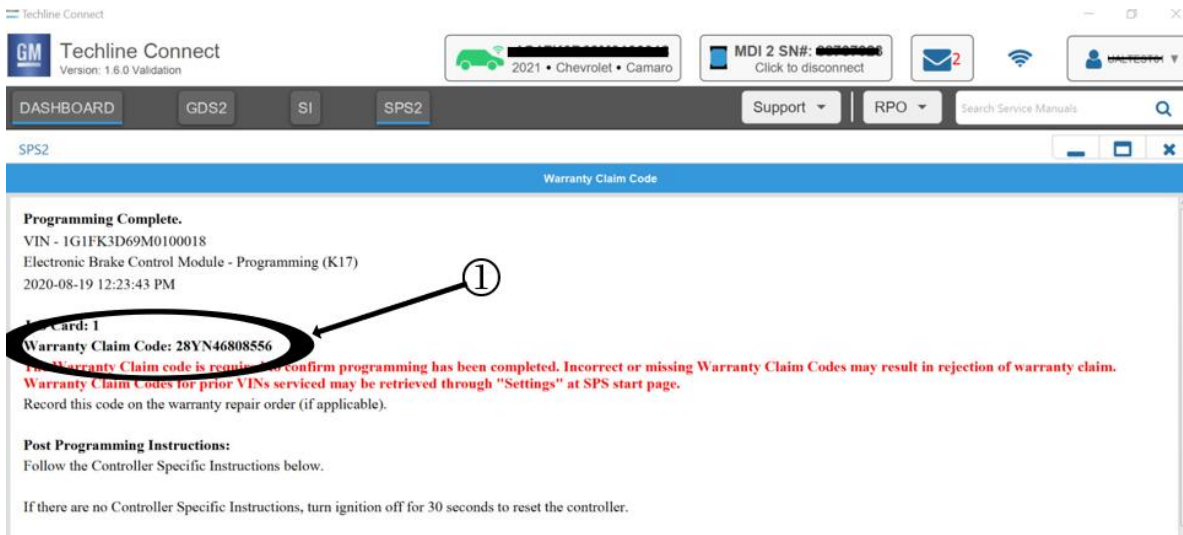 Techline Connect
GM
Techline Connect
Version: 1.6.0 Validation
2021 • Chevrolet • Camaro
MDI 2 SN#:
Click to disconnect
2
DASHBOARD
GDS2
SI
SPS2
Support
RPO
Search Service Manuals
SPS2
Warranty Claim Code
Programming Complete.
VIN - 1G1FK3D69M0100018
Electronic Brake Control Module - Programming (K17)
2020-08-19 12:23:43 PM
1
Card: 1
Warranty Claim Code: 28YN46808556
The Warranty Claim code is required to confirm programming has been completed. Incorrect or missing Warranty Claim Codes may result in rejection of warranty claim.
Warranty Claim Codes for prior VINs serviced may be retrieved through "Settings" at SPS start page.
Record this code on the warranty repair order (if applicable).
Post Programming Instructions:
Follow the Controller Specific Instructions below.
If there are no Controller Specific Instructions, turn ignition off for 30 seconds to reset the controller.